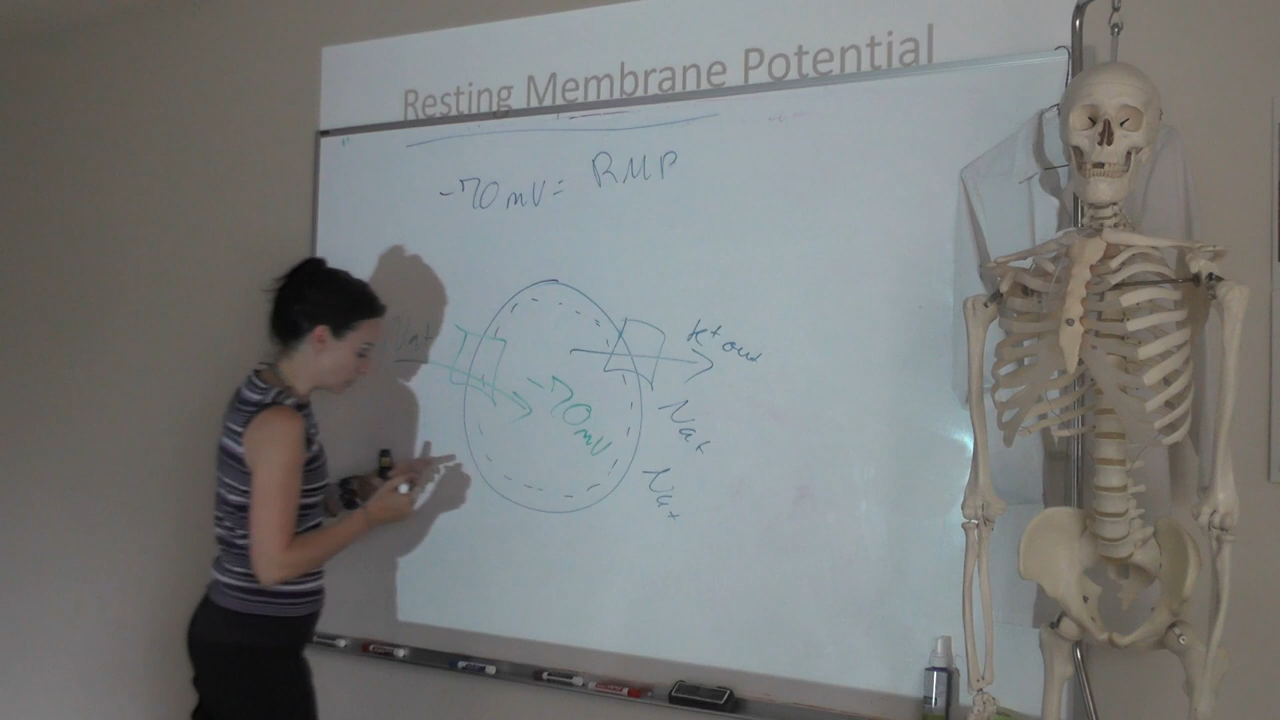 Resting Membrane Potential
-70mV = RMP
Na+
K+ out
-70mV
Na+
Na+